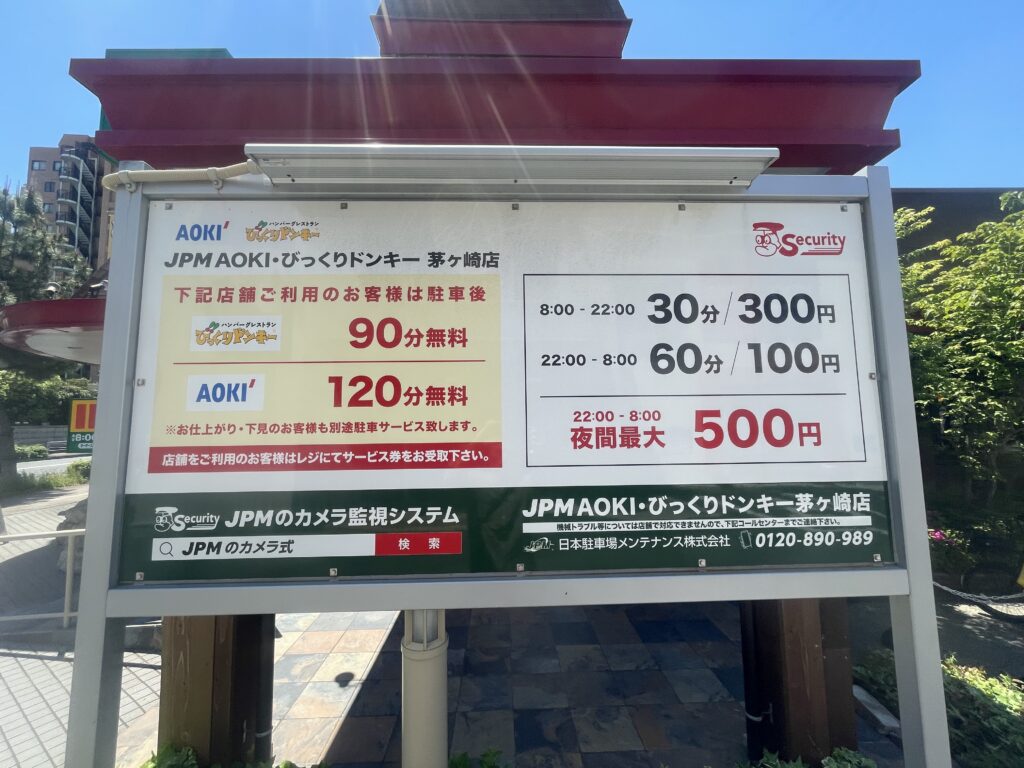 AOKI'
ハンバーグレストラン
びっくりドンキー
JPM AOKI・びっくりドンキー 茅ヶ崎店
下記店舗ご利用のお客様は駐車後
ハンバーグレストラン
びっくりドンキー
90分無料
AOKI'
120分無料
※お仕上がり・下見のお客様も別途駐車サービス致します。
店舗をご利用のお客様はレジにてサービス券をお受取下さい。
Security
8:00 - 22:00 30分/300円
22:00 - 8:00 60分/100円
22:00 - 8:00
夜間最大 500円
Security JPMのカメラ監視システム
JPMのカメラ式 検索
JPM AOKI・びっくりドンキー茅ヶ崎店
機械トラブル等については店舗で対応できませんので、下記コールセンターまでご連絡下さい。
JPM 日本駐車場メンテナンス株式会社 0120-890-989